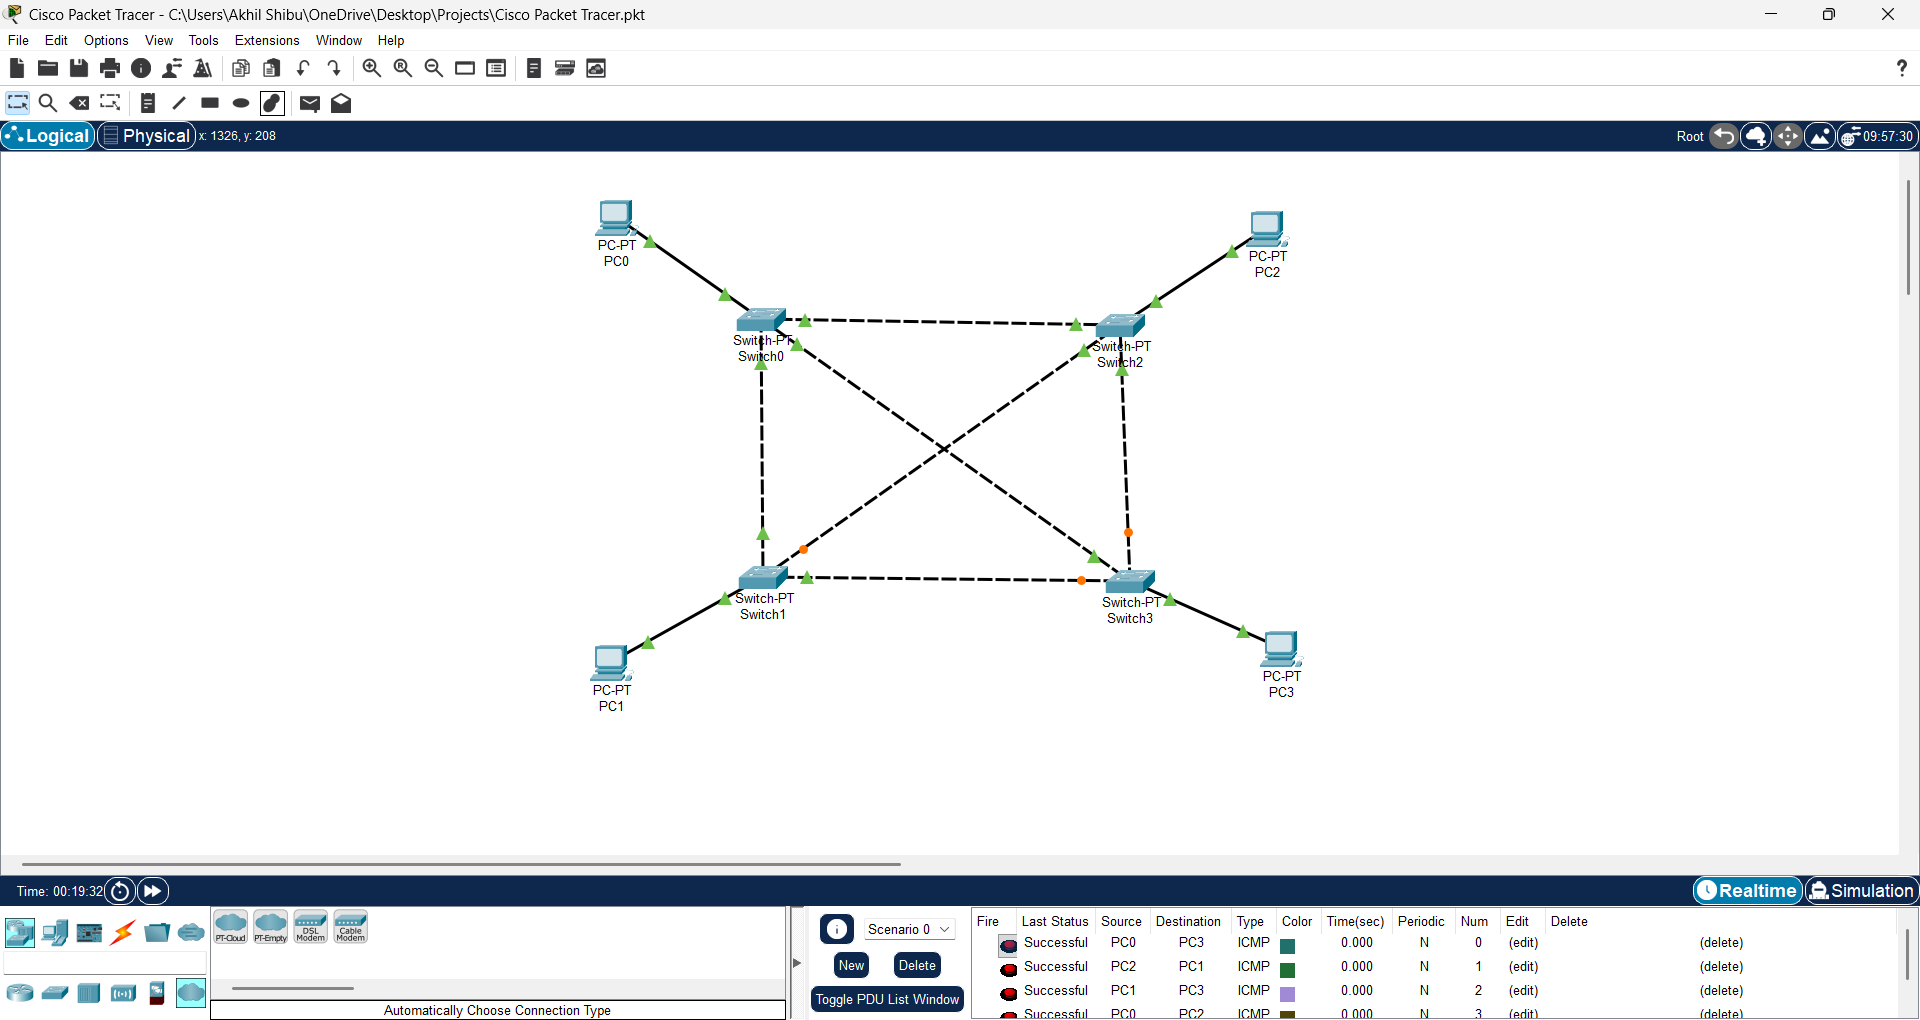 Cisco Packet Tracer - C:\Users\Akhil Shibu\OneDrive\Desktop\Projects\Cisco Packet Tracer.pkt
File Edit Options View Tools Extensions Window Help
?
Logical Physical x: 1326, y: 208 Root 09:57:30
PC-PT
PC0
PC-PT
PC2
Switch-PT
Switch0
Switch-PT
Switch2
Switch-PT
Switch1
Switch-PT
Switch3
PC-PT
PC1
PC-PT
PC3
Time: 00:19:32 Realtime Simulation
PT-Cloud PT-Empty DSL Modem Cable Modem
Automatically Choose Connection Type
Scenario 0
New Delete
Toggle PDU List Window
Fire Last Status Source Destination Type Color Time(sec) Periodic Num Edit Delete
Successful PC0 PC3 ICMP 0.000 N 0 (edit) (delete)
Successful PC2 PC1 ICMP 0.000 N 1 (edit) (delete)
Successful PC1 PC3 ICMP 0.000 N 2 (edit) (delete)
Successful PC0 PC2 ICMP 0.000 N 3 (edit) (delete)